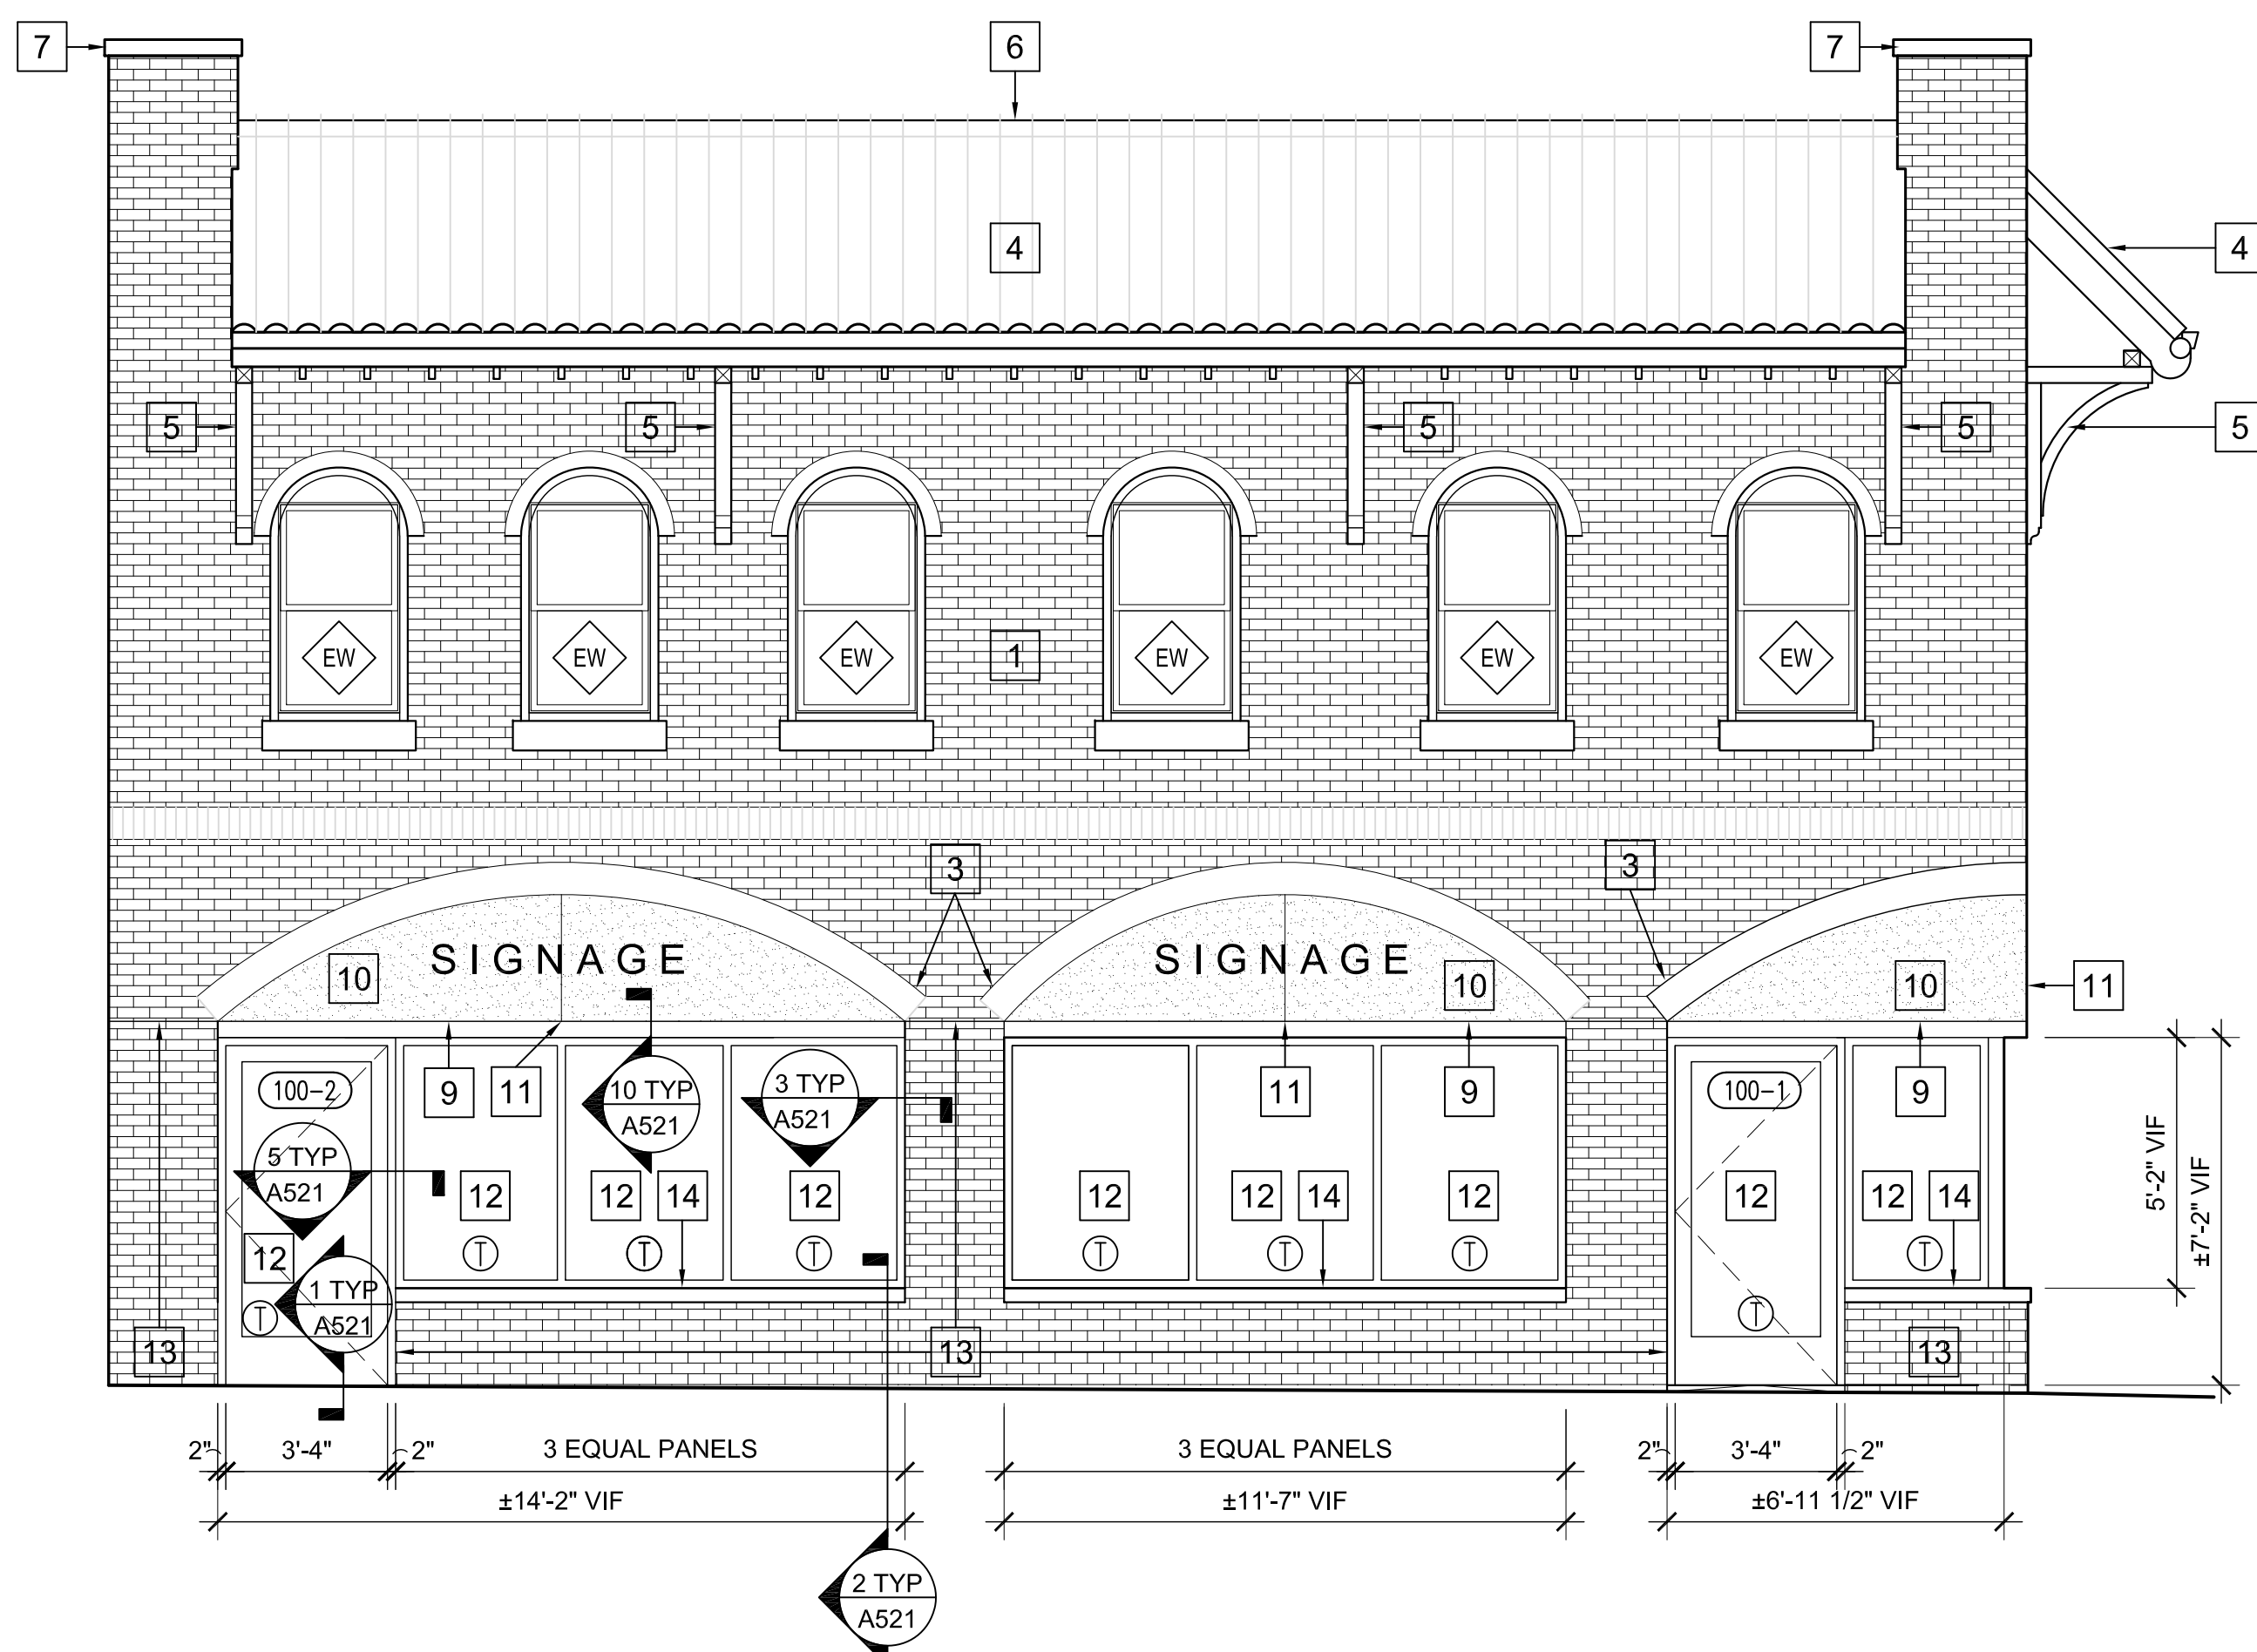 7
6
7
4
4
5
5
5
5
5
EW
EW
EW
EW
EW
EW
1
3
3
SIGNAGE
SIGNAGE
10
10
10
11
100-2
9
11
10 TYP
A521
3 TYP
A521
11
9
100-1
9
5'-2" VIF
±7'-2" VIF
5 TYP
A521
12
12
14
12
12
12
14
12
12
12
14
12
T
T
T
T
T
T
T
1 TYP
A521
T
T
13
13
13
2"
3'-4"
2"
3 EQUAL PANELS
3 EQUAL PANELS
2"
3'-4"
2"
±14'-2" VIF
±11'-7" VIF
±6'-11 1/2" VIF
2 TYP
A521